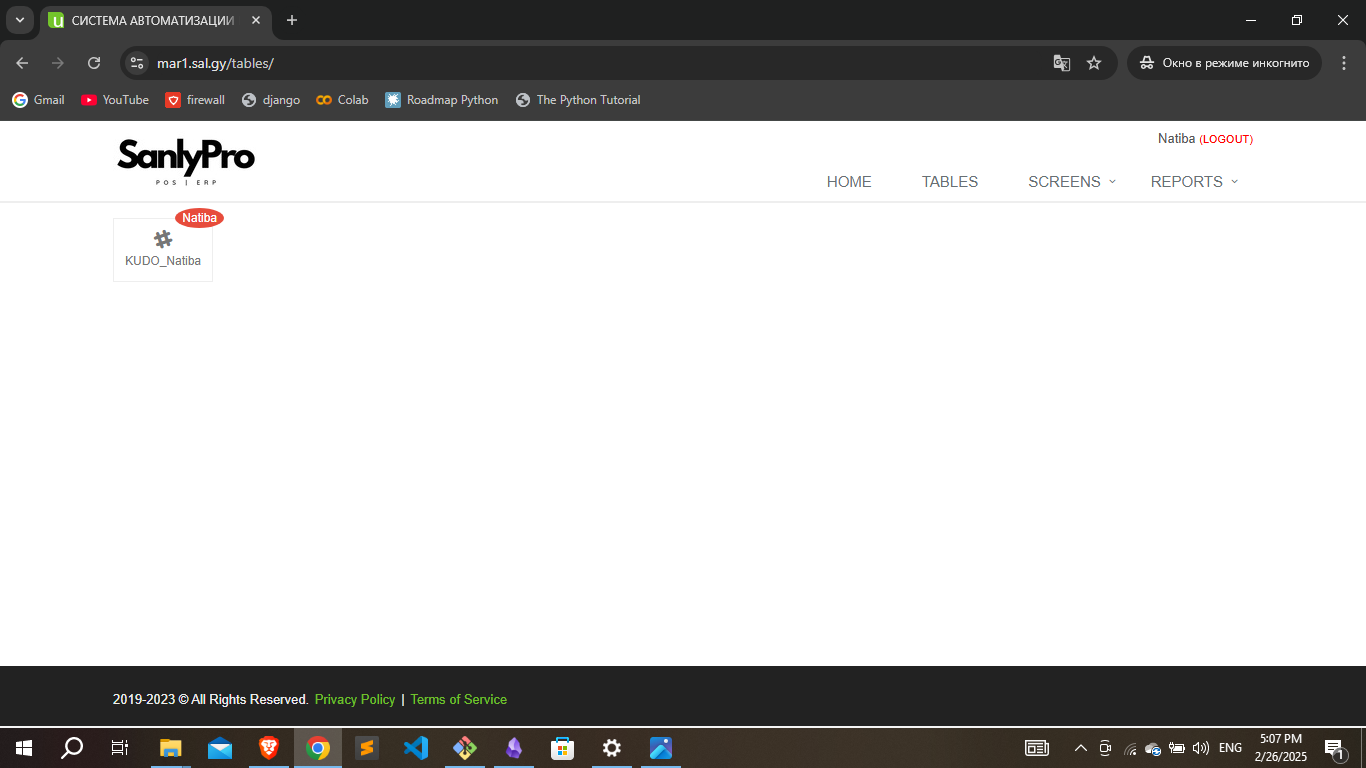 СИСТЕМА АВТОМАТИЗАЦИИ
mar1.sal.gy/tables/
Окно в режиме инкогнито
Gmail
YouTube
firewall
django
Colab
Roadmap Python
The Python Tutorial
SanlyPro
POS | ERP
Natiba (LOGOUT)
HOME
TABLES
SCREENS
REPORTS
Natiba
KUDO_Natiba
2019-2023 © All Rights Reserved. Privacy Policy | Terms of Service
ENG
5:07 PM
2/26/2025
1